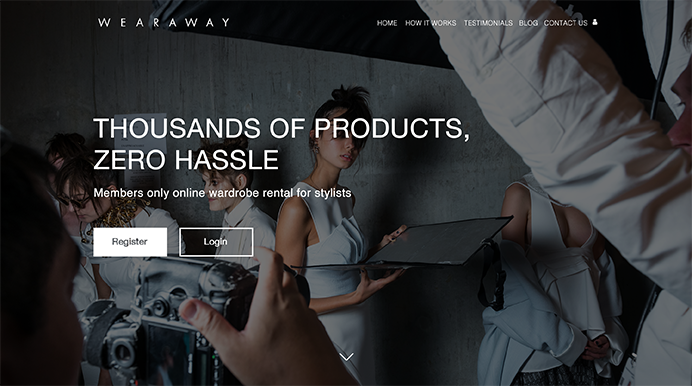 WEARAWAY
HOME HOW IT WORKS TESTIMONIALS BLOG CONTACT US
THOUSANDS OF PRODUCTS,
ZERO HASSLE
Members only online wardrobe rental for stylists
Register Login